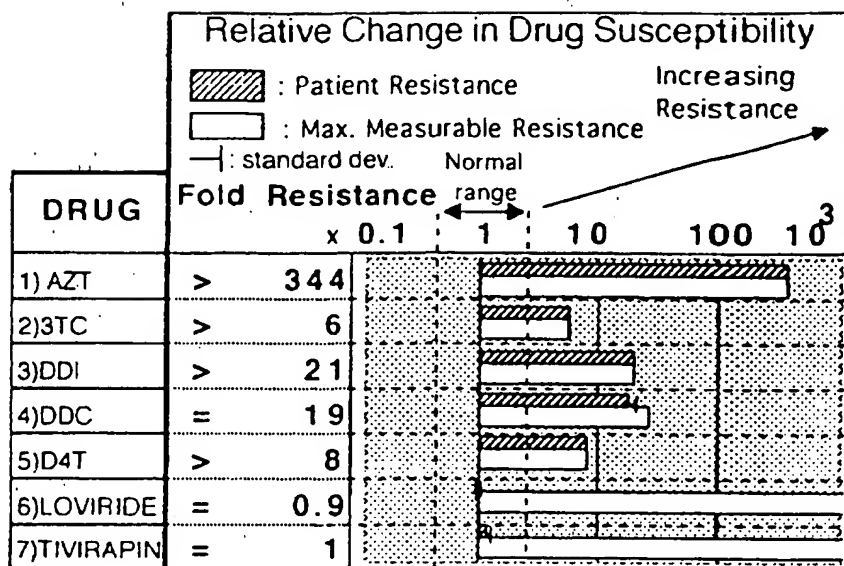 Relative Change in Drug Susceptibility
: Patient Resistance
Increasing
Resistance
: Max. Measurable Resistance
: standard dev..
Normal
range
DRUG
Fold Resistance
x 0.1 1 10 100 10³
1) AZT > 344
2)3TC > 6
3)DDI > 21
4)DDC = 19
5)D4T > 8
6)LOVIRIDE = 0.9
7)TIVIRAPIN = 1